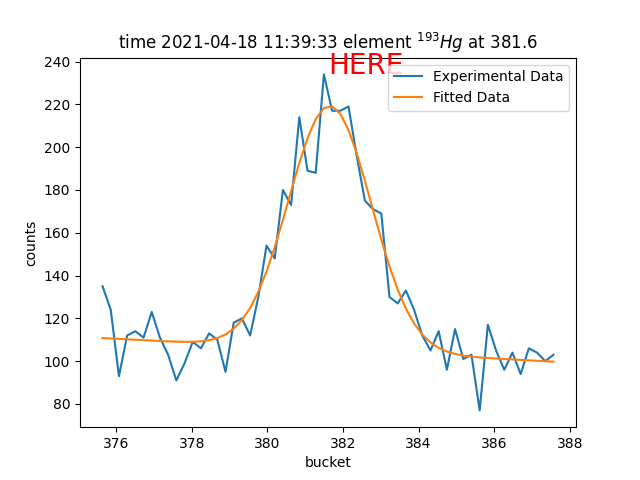 time 2021-04-18 11:39:33 element ¹⁹³Hg at 381.6
HERE
Experimental Data
Fitted Data
240
220
200
180
160
140
120
100
80
counts
376 378 380 382 384 386 388
bucket